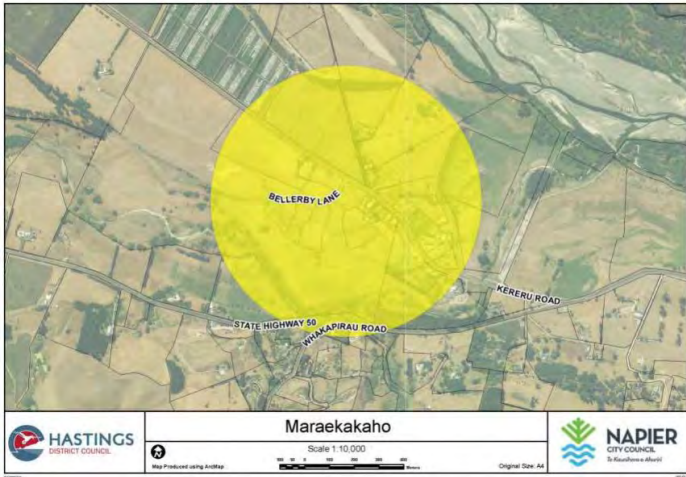 BELLERBY LANE
KERERU ROAD
STATE HIGHWAY 50
WHAKAPIRAU ROAD
HASTINGS
DISTRICT COUNCIL
Maraekakaho
Scale 1:10,000
Map Produced using ArcMap
Original Size: A4
NAPIER
CITY COUNCIL
Te Kaunihera o Ahuriri